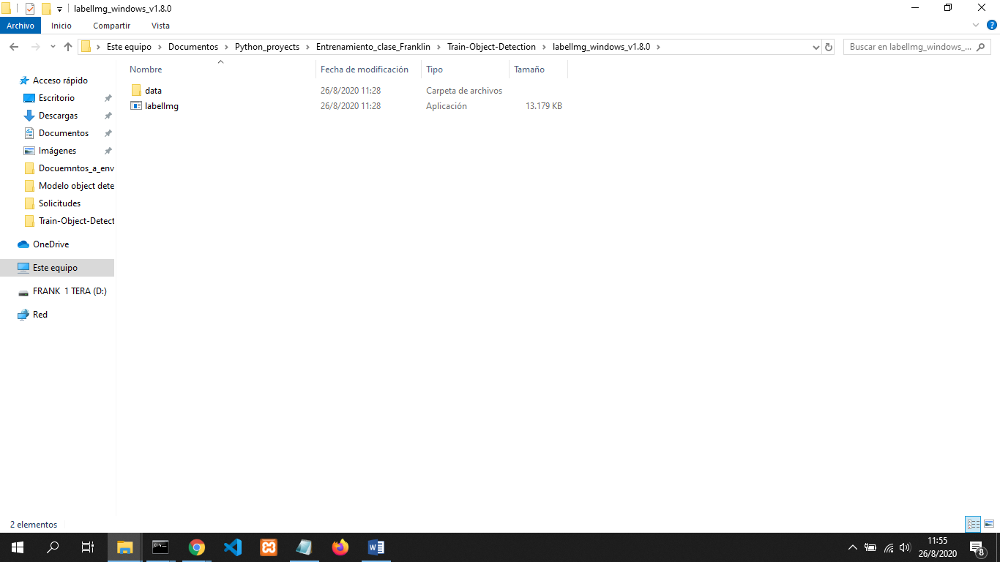 labelImg_windows_v1.8.0
Archivo Inicio Compartir Vista
Este equipo Documentos Python_proyects Entrenamiento_clase_Franklin Train-Object-Detection labelImg_windows_v1.8.0
Buscar en labelImg_windows_...
Nombre Fecha de modificación Tipo Tamaño
data 26/8/2020 11:28 Carpeta de archivos
labelImg 26/8/2020 11:28 Aplicación 13.179 KB
Acceso rápido
Escritorio
Descargas
Documentos
Imágenes
Docuemntos_a_env
Modelo object dete
Solicitudes
Train-Object-Detect
OneDrive
Este equipo
FRANK 1 TERA (D:)
Red
2 elementos
11:55
26/8/2020
8